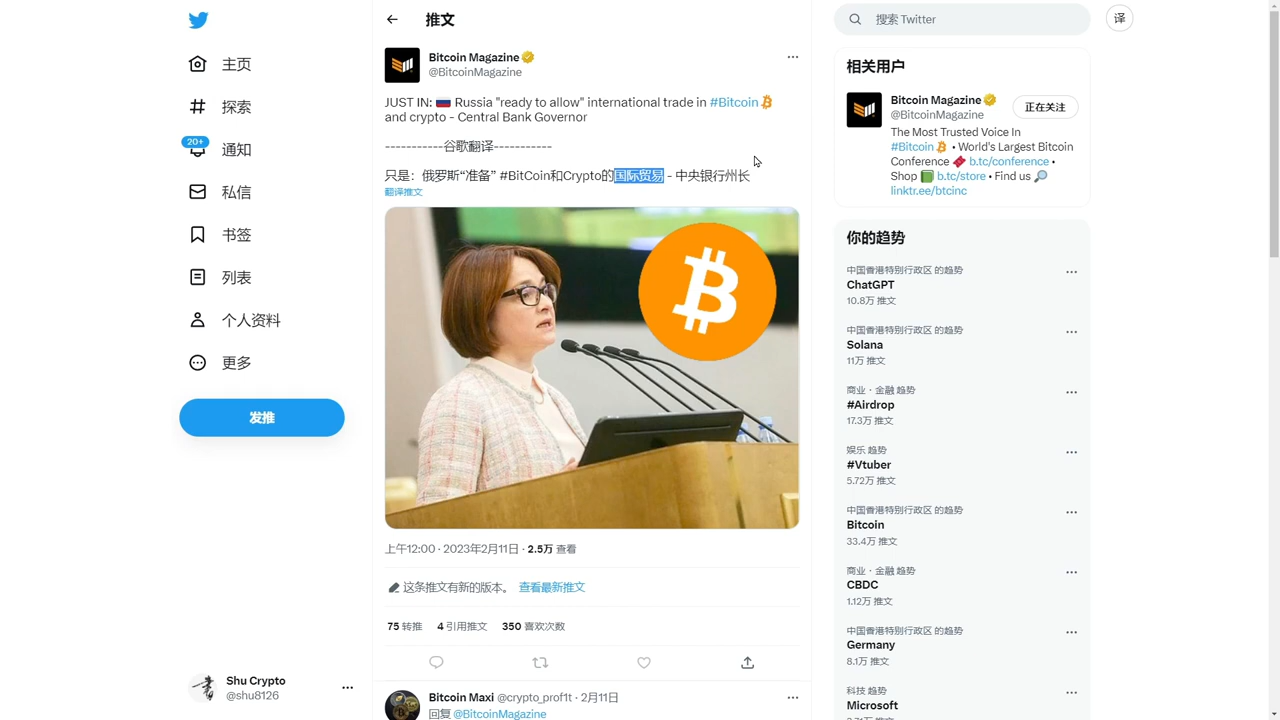 推文
搜索 Twitter
译
主页
探索
20+
通知
私信
书签
列表
个人资料
更多
发推
Shu Crypto
@shu8126
Bitcoin Magazine
@BitcoinMagazine
JUST IN: 🇷🇺 Russia "ready to allow" international trade in #Bitcoin
and crypto - Central Bank Governor
-----------谷歌翻译-----------
只是：俄罗斯“准备” #BitCoin和Crypto的国际贸易 - 中央银行州长
翻译推文
上午12:00 · 2023年2月11日 · 2.5万 查看
这条推文有新的版本。 查看最新推文
75 转推 4 引用推文 350 喜欢次数
Bitcoin Maxi @crypto_prof1t · 2月11日
回复 @BitcoinMagazine
相关用户
Bitcoin Magazine
@BitcoinMagazine
正在关注
The Most Trusted Voice In
#Bitcoin • World's Largest Bitcoin
Conference b.tc/conference •
Shop b.tc/store • Find us
linktr.ee/btcinc
你的趋势
中国香港特别行政区 的趋势
ChatGPT
10.8万 推文
中国香港特别行政区 的趋势
Solana
11万 推文
商业 · 金融 趋势
#Airdrop
17.3万 推文
娱乐 趋势
#Vtuber
5.72万 推文
中国香港特别行政区 的趋势
Bitcoin
33.4万 推文
商业 · 金融 趋势
CBDC
1.12万 推文
中国香港特别行政区 的趋势
Germany
8.1万 推文
科技 趋势
Microsoft